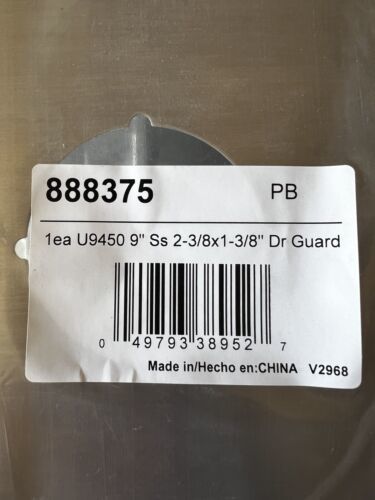 888375 PB
1ea U9450 9" Ss 2-3/8x1-3/8" Dr Guard
0 49793 38952 7
Made in/Hecho en:CHINA V2968